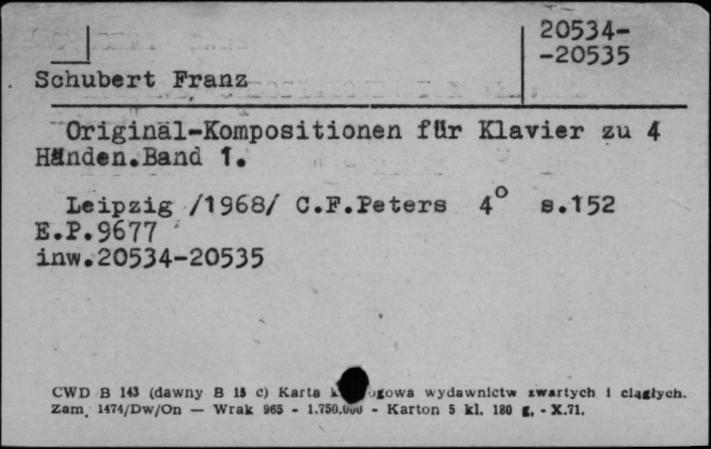 20534-
-20535
Schubert Franz
Original-Kompositionen für Klavier zu 4
Händen.Band 1.
Leipzig /1968/ C.F.Peters 4° s.152
E.P.9677
inw.20534-20535
CWD B 143 (dawny B 15 c) Karta wydawnictw zwartych i ciągłych.
Zam. 1474/Dw/On — Wrak 965 - 1.750.000 - Karton 5 kl. 180 g. - X.71.